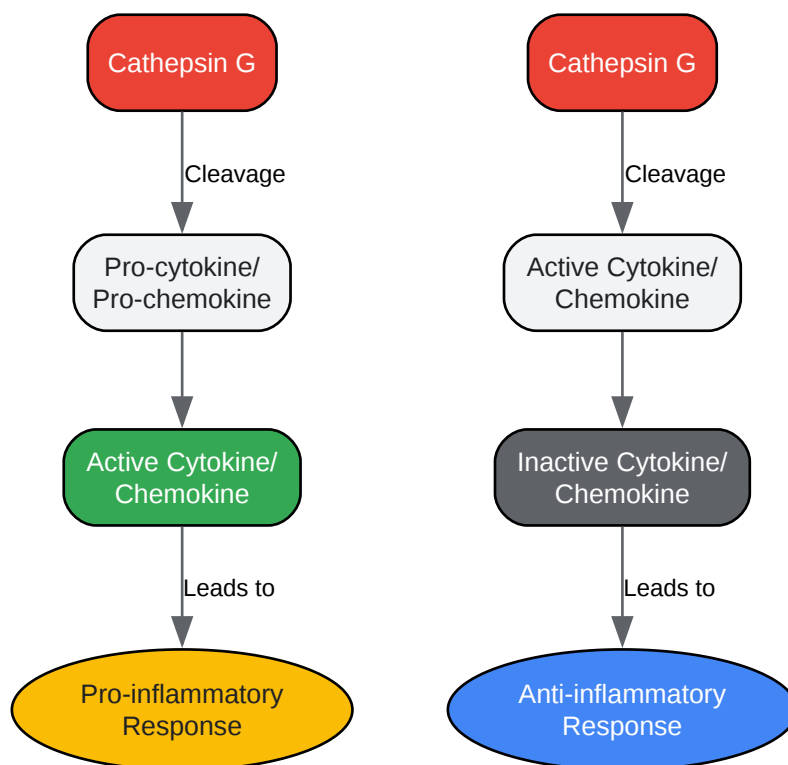 Cathepsin G
Cleavage
Pro-cytokine/
Pro-chemokine
Active Cytokine/
Chemokine
Leads to
Pro-inflammatory
Response
Cathepsin G
Cleavage
Active Cytokine/
Chemokine
Inactive Cytokine/
Chemokine
Leads to
Anti-inflammatory
Response